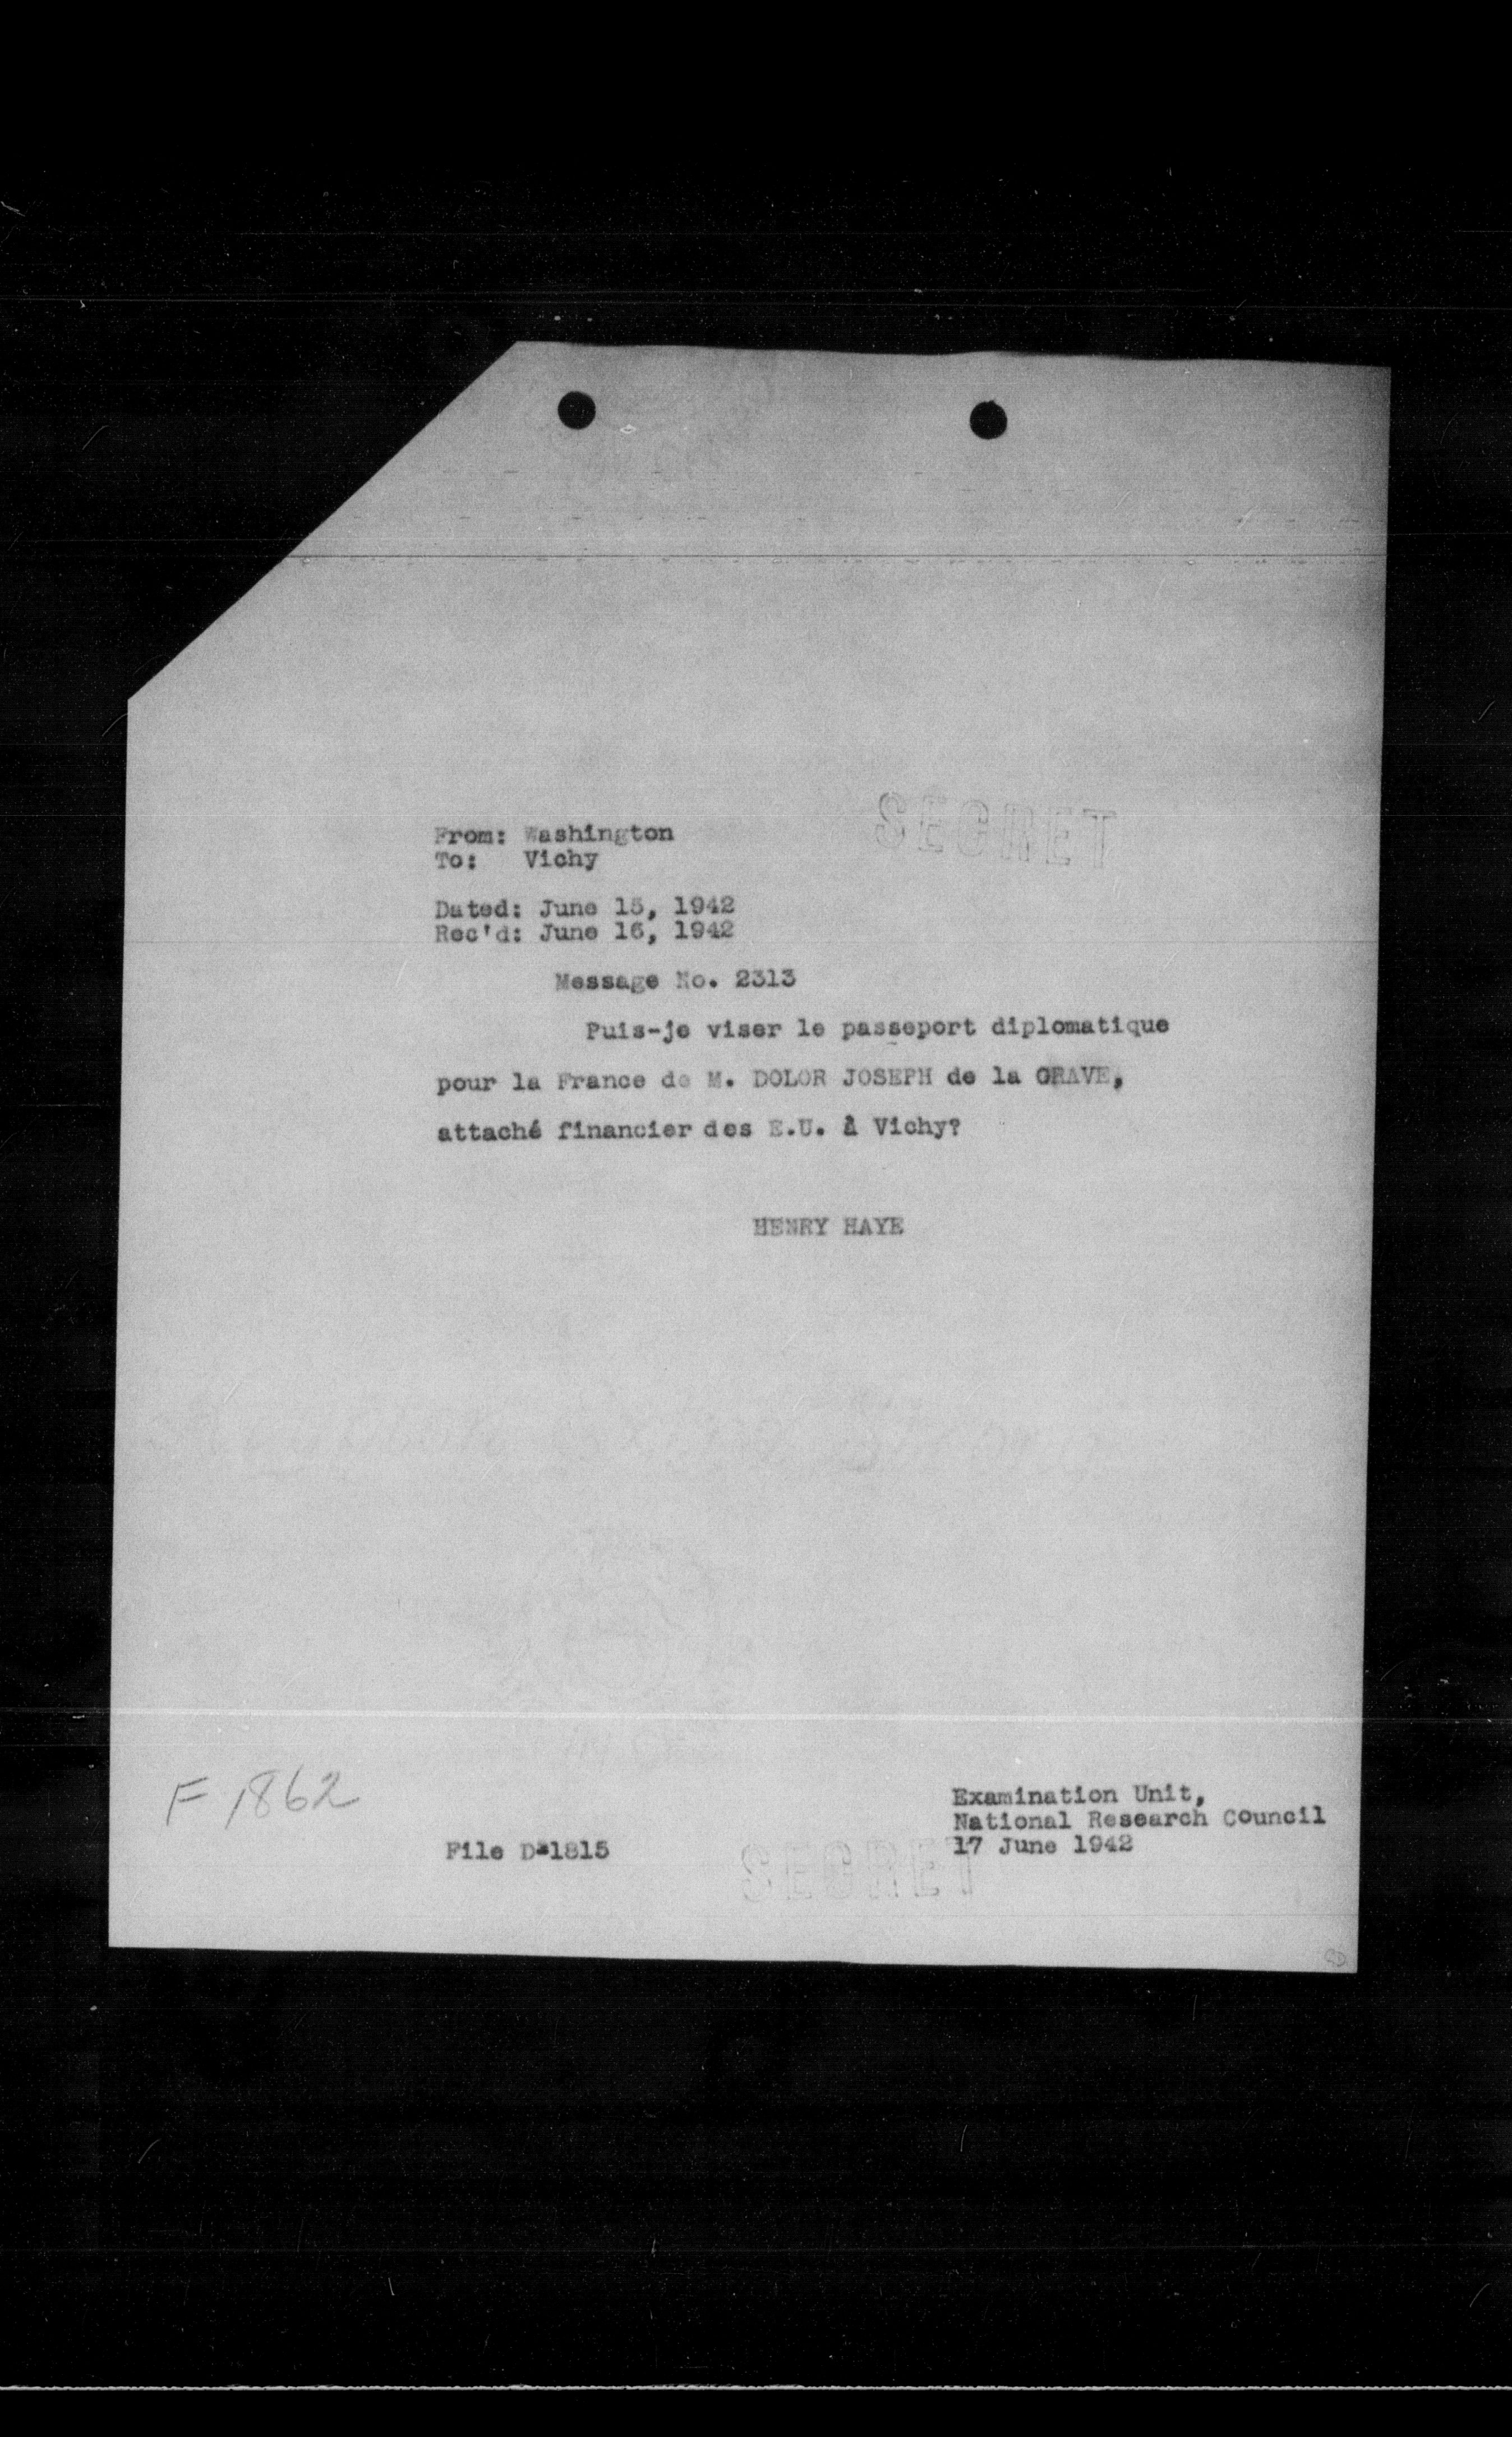 SECRET
From: Washington
To: Vichy
Dated: June 15, 1942
Rec'd: June 16, 1942
Message No. 2313
Puis-je viser le passeport diplomatique
pour la France de M. DOLOR JOSEPH de la GRAVE,
attaché financier des E.U. à Vichy?
HENRY HAYE
F 1862
Examination Unit,
National Research Council
17 June 1942
File D-1815
SECRET